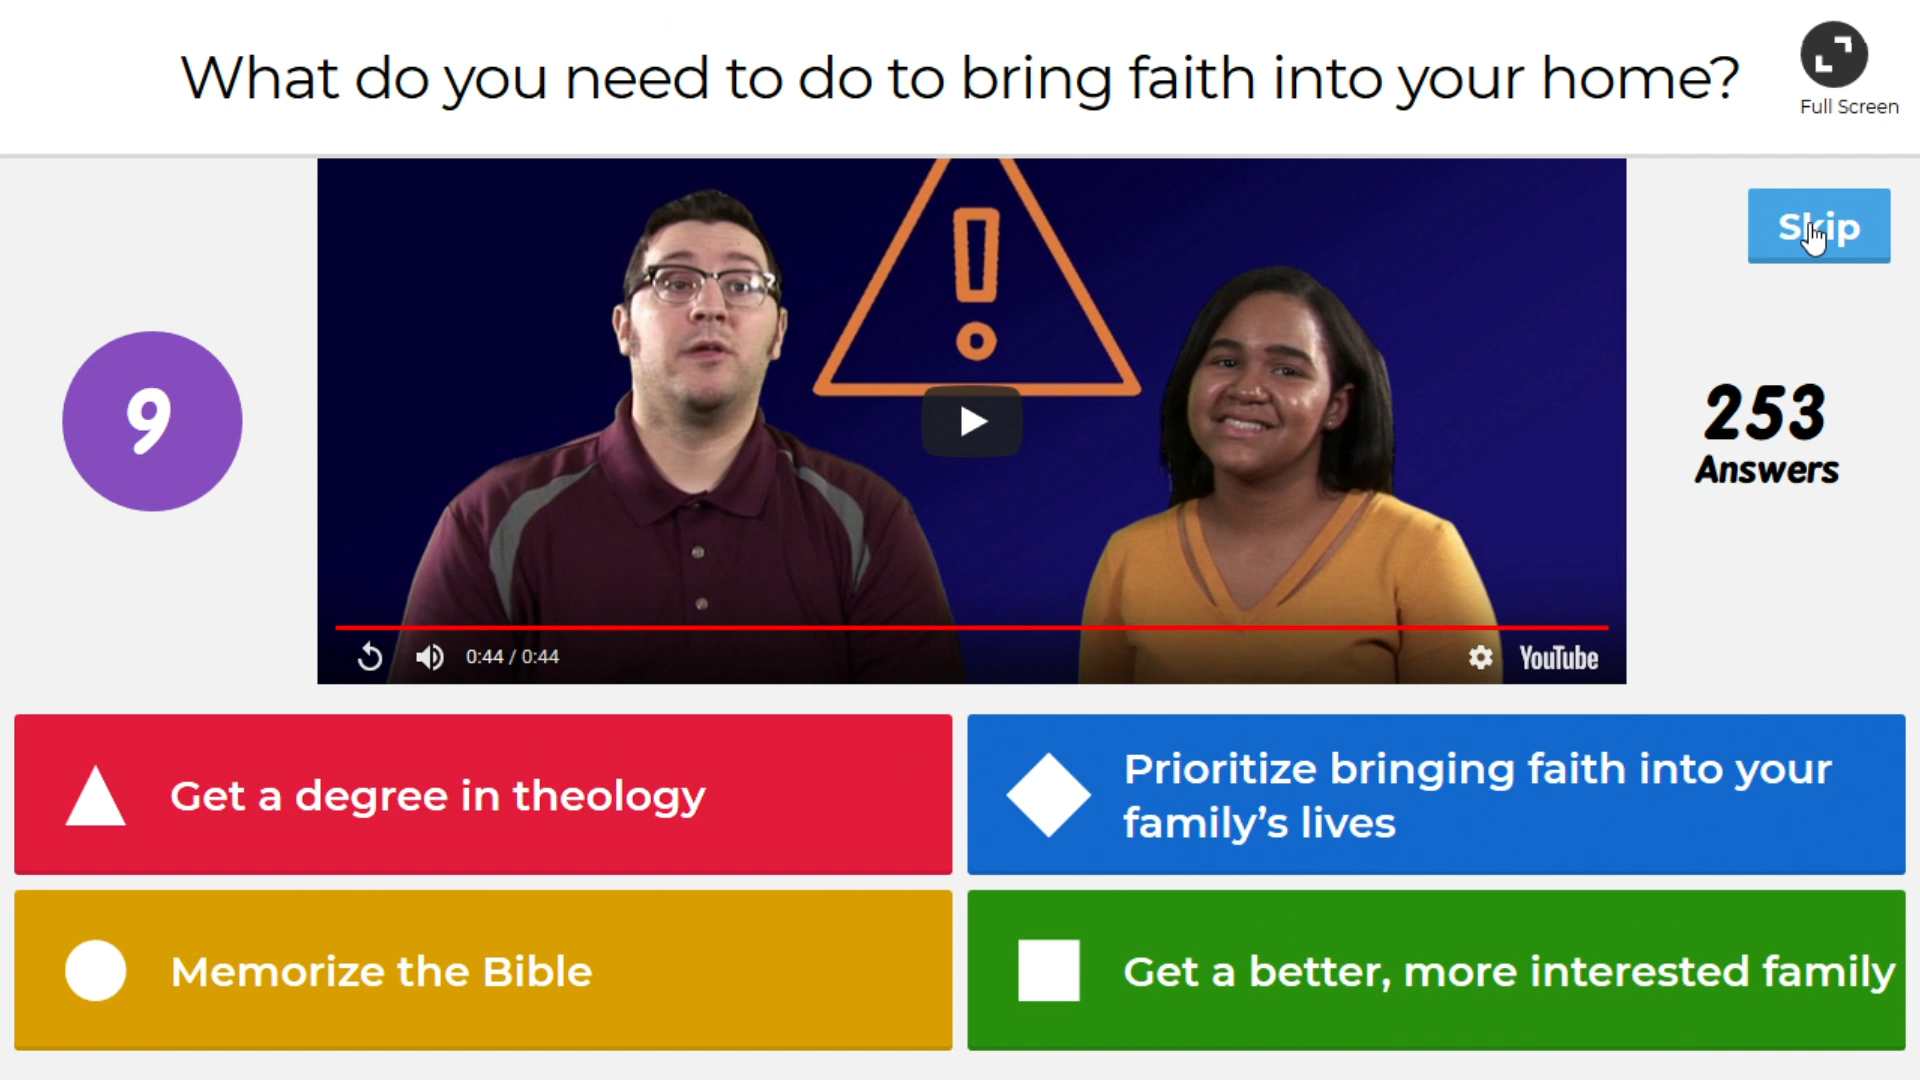 What do you need to do to bring faith into your home?
Full Screen
Skip
9
253
Answers
0:44 / 0:44
YouTube
Get a degree in theology
Prioritize bringing faith into your
family’s lives
Memorize the Bible
Get a better, more interested family